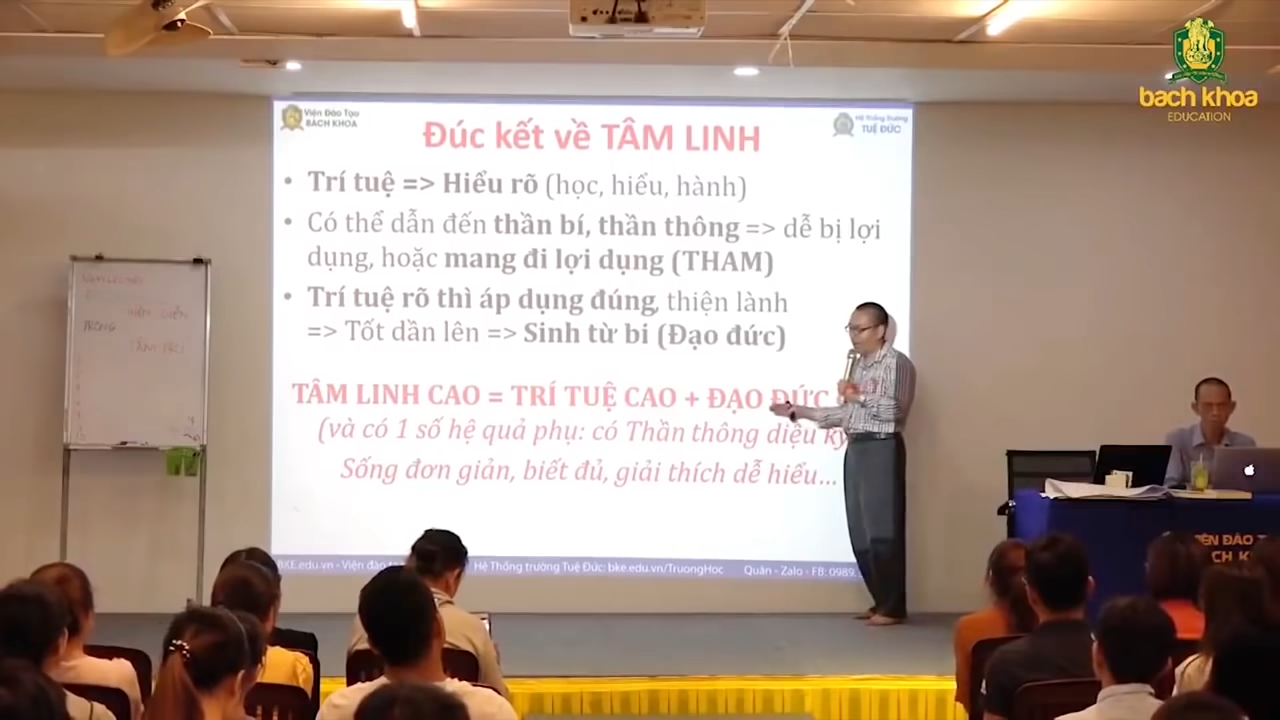 Viện Đào Tạo
BÁCH KHOA
Hệ Thống Trường
TUỆ ĐỨC
bach khoa
EDUCATION
Đúc kết về TÂM LINH
• Trí tuệ => Hiểu rõ (học, hiểu, hành)
• Có thể dẫn đến thần bí, thần thông => dễ bị lợi
dụng, hoặc mang đi lợi dụng (THAM)
• Trí tuệ rõ thì áp dụng đúng, thiện lành
=> Tốt dần lên => Sinh từ bi (Đạo đức)
TÂM LINH CAO = TRÍ TUỆ CAO + ĐẠO ĐỨC
(và có 1 số hệ quả phụ: có Thần thông diệu kỳ
Sống đơn giản, biết đủ, giải thích dễ hiểu...
BKE.edu.vn - Viện đào Hệ Thống trường Tuệ Đức: bke.edu.vn/TruongHoc Quân - Zalo - FB: 0989.
TRONG
ĐÀO